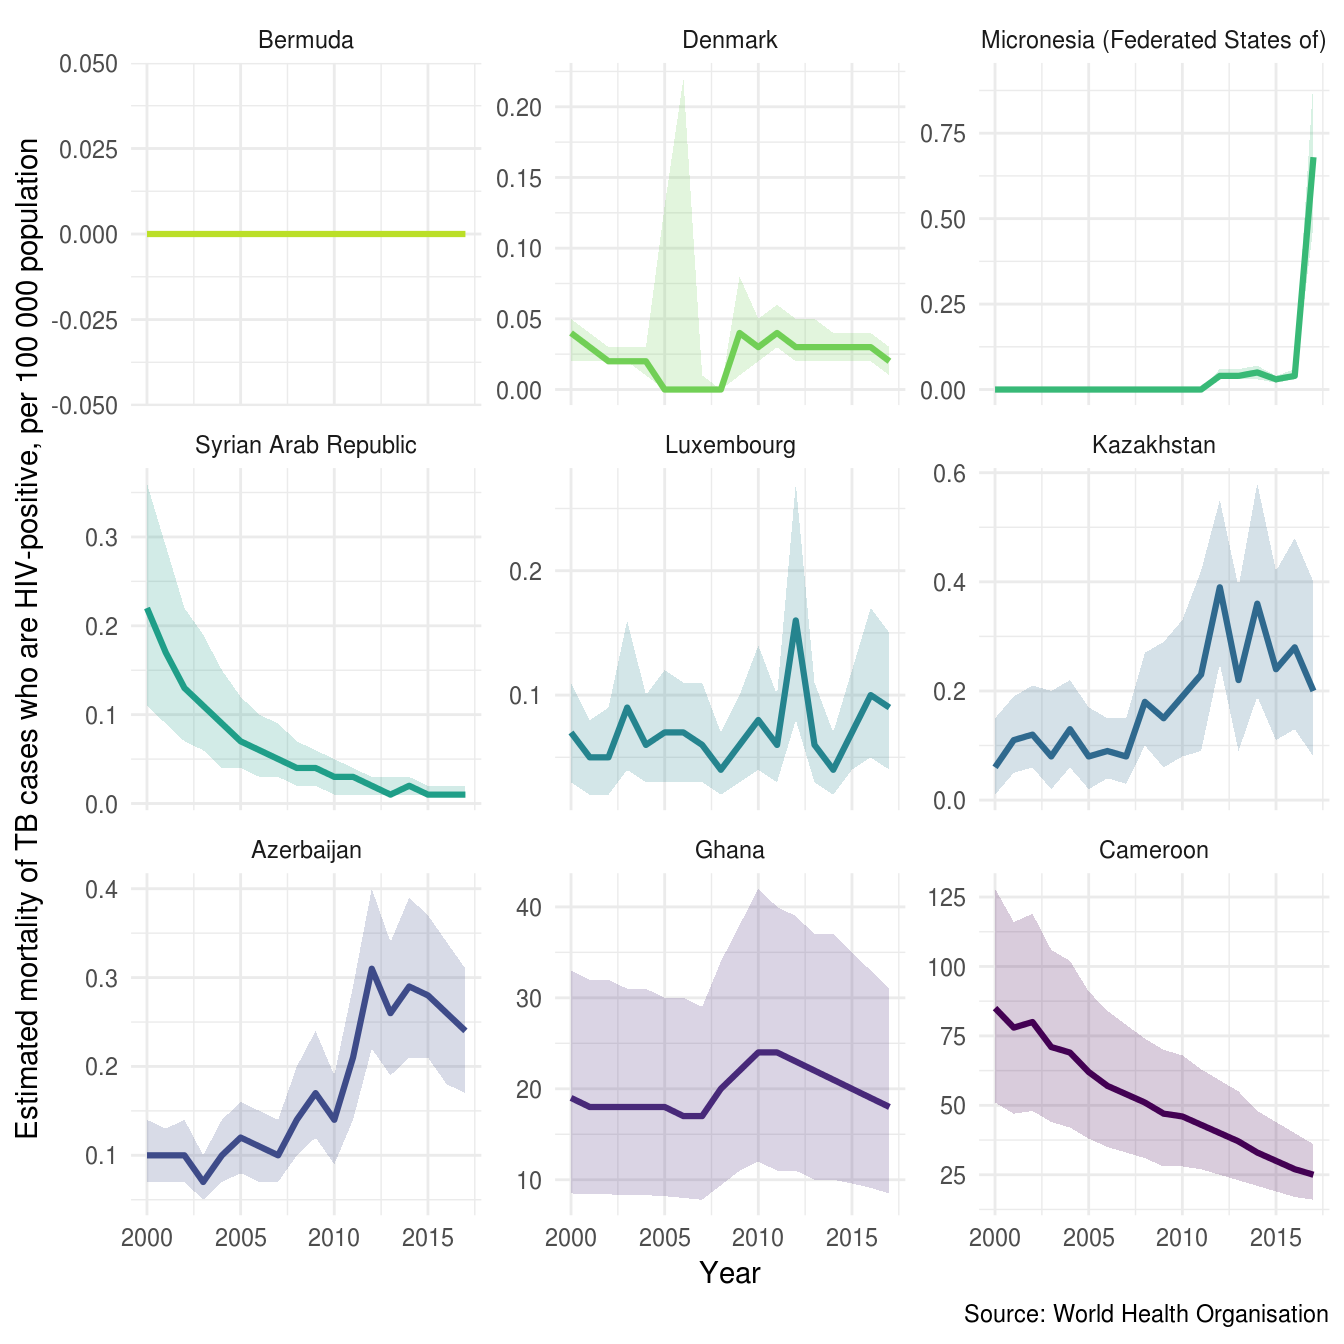 Bermuda
Denmark
Micronesia (Federated States of)
0.050
0.025
0.000
-0.025
-0.050
0.20
0.15
0.10
0.05
0.00
0.75
0.50
0.25
0.00
Syrian Arab Republic
Luxembourg
Kazakhstan
0.3
0.2
0.1
0.0
0.2
0.1
0.6
0.4
0.2
0.0
Azerbaijan
Ghana
Cameroon
0.4
0.3
0.2
0.1
40
30
20
10
125
100
75
50
25
2000 2005 2010 2015
2000 2005 2010 2015
2000 2005 2010 2015
Estimated mortality of TB cases who are HIV-positive, per 100 000 population
Year
Source: World Health Organisation